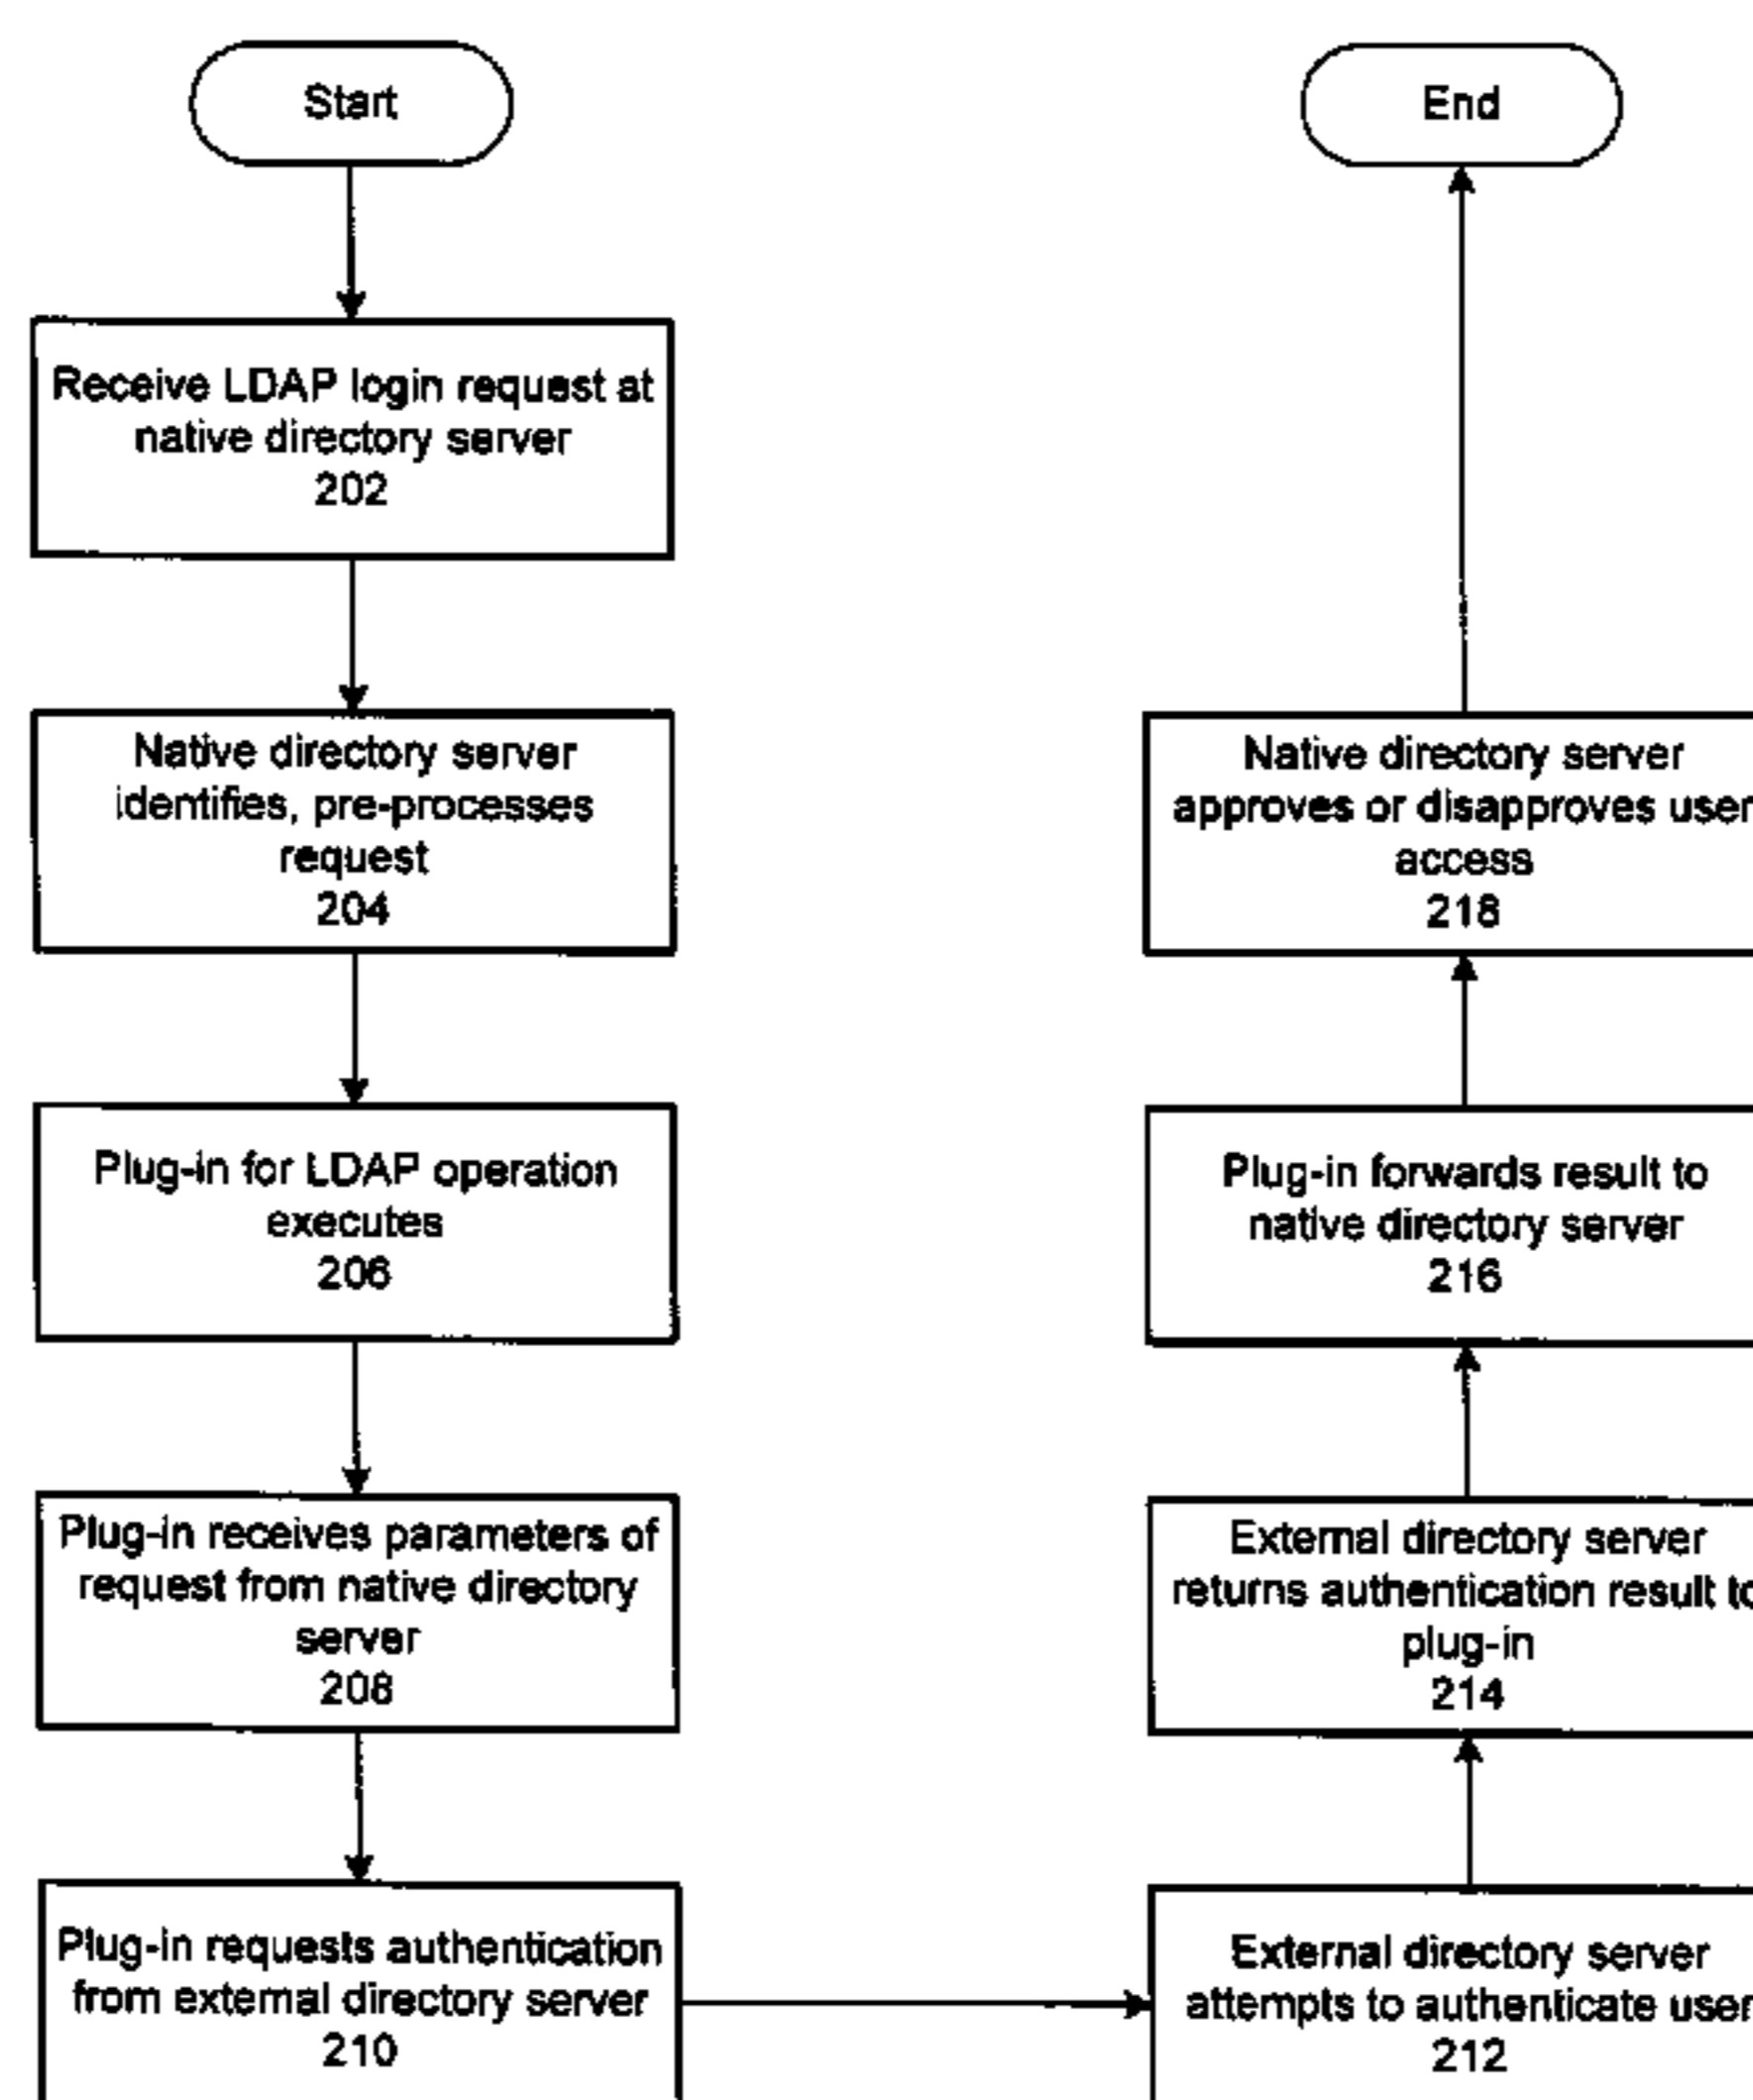 Start
Receive LDAP login request at
native directory server
202
Native directory server
identifies, pre-processes
request
204
Plug-in for LDAP operation
executes
206
Plug-in receives parameters of
request from native directory
server
208
Plug-in requests authentication
from external directory server
210
External directory server
attempts to authenticate user
212
External directory server
returns authentication result to
plug-in
214
Plug-in forwards result to
native directory server
216
Native directory server
approves or disapproves user
access
218
End